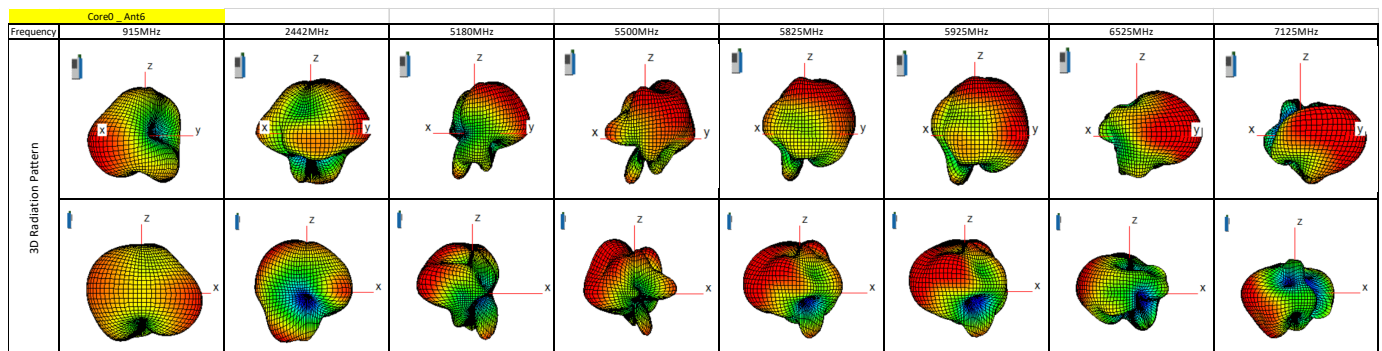 Core0 _ Ant6
Frequency 915MHz 2442MHz 5180MHz 5500MHz 5825MHz 5925MHz 6525MHz 7125MHz
3D Radiation Pattern
z z z z z z z z
x y x y x y x y x y x y x y x y
z z z z z z z z
x x x x x x x x